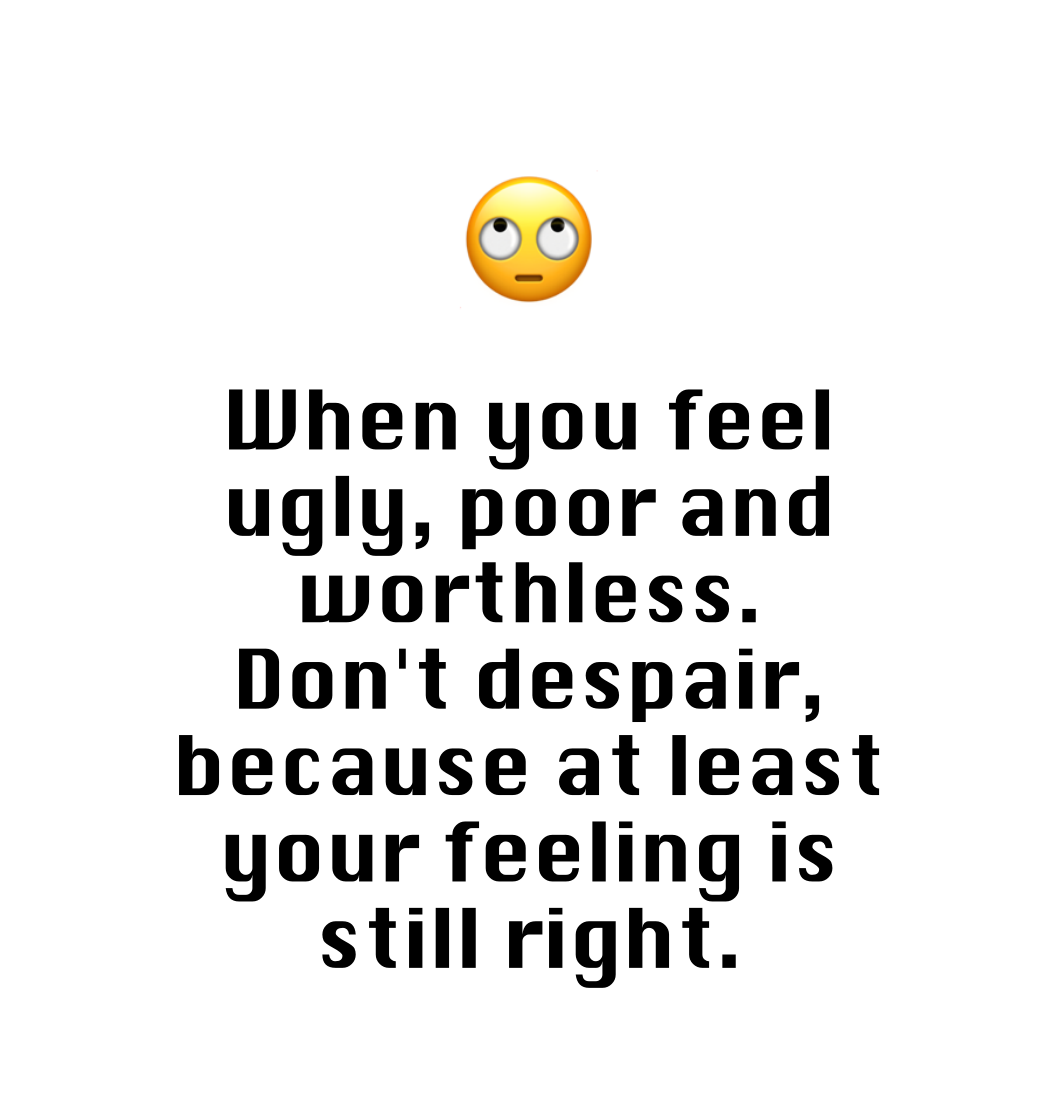 When you feel
ugly, poor and
worthless.
Don't despair,
because at least
your feeling is
still right.